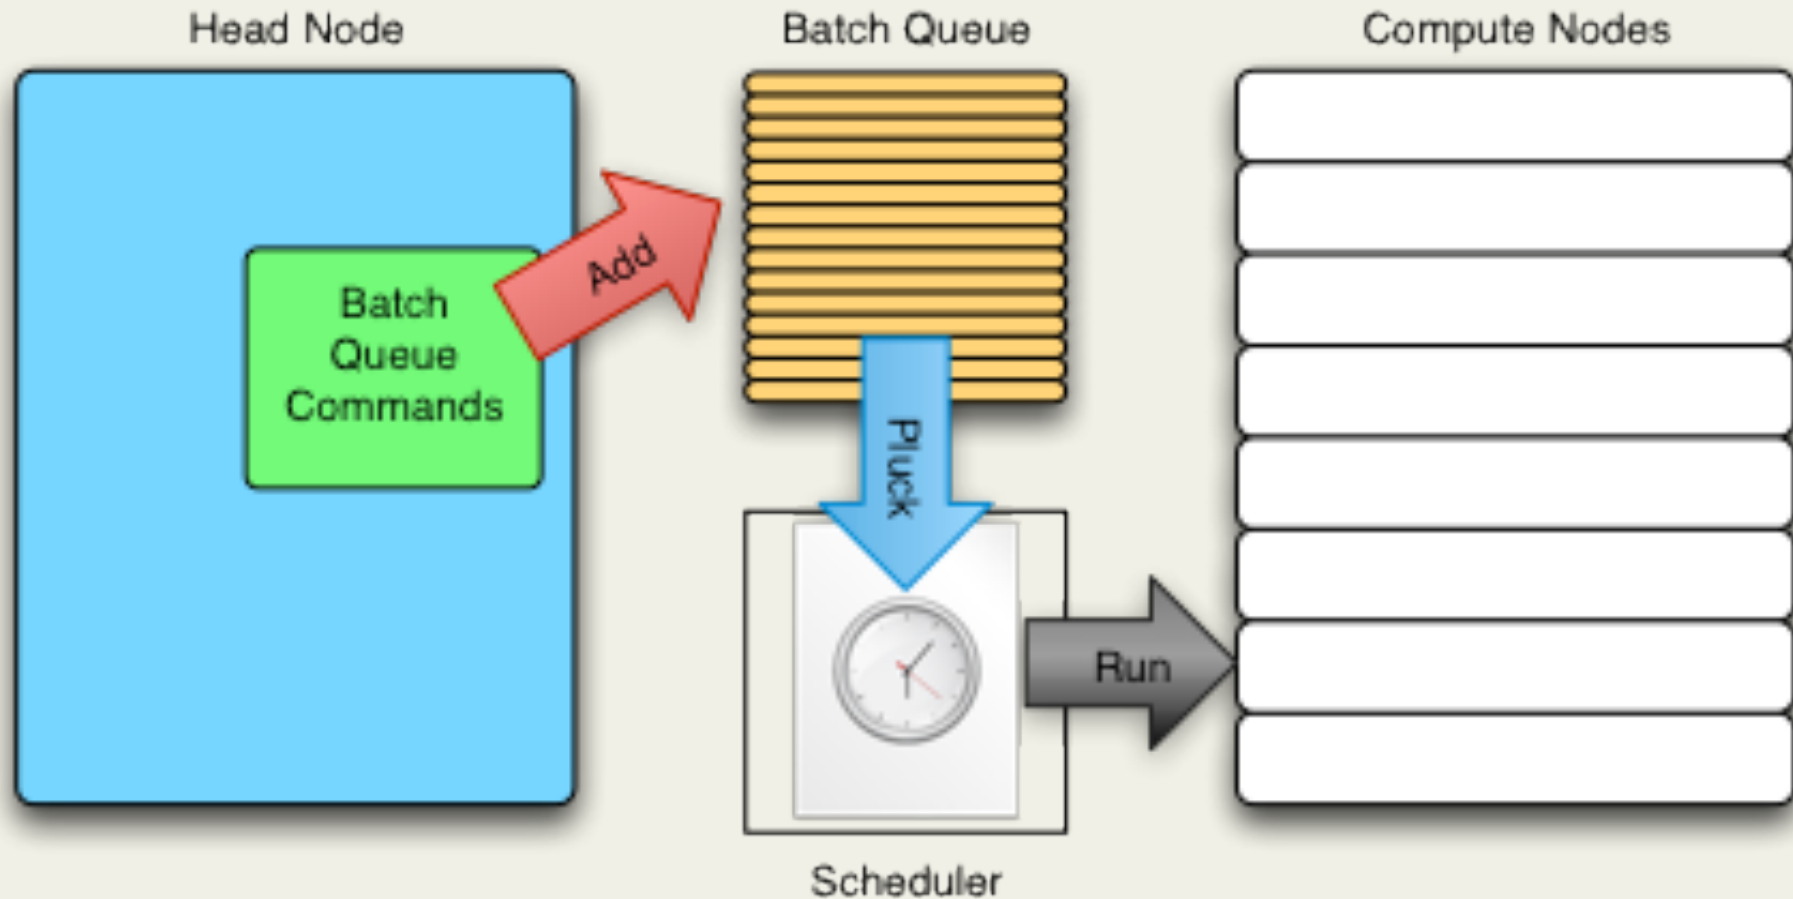 Head Node
Batch Queue
Compute Nodes
Batch
Queue
Commands
Add
Pluck
Run
Scheduler